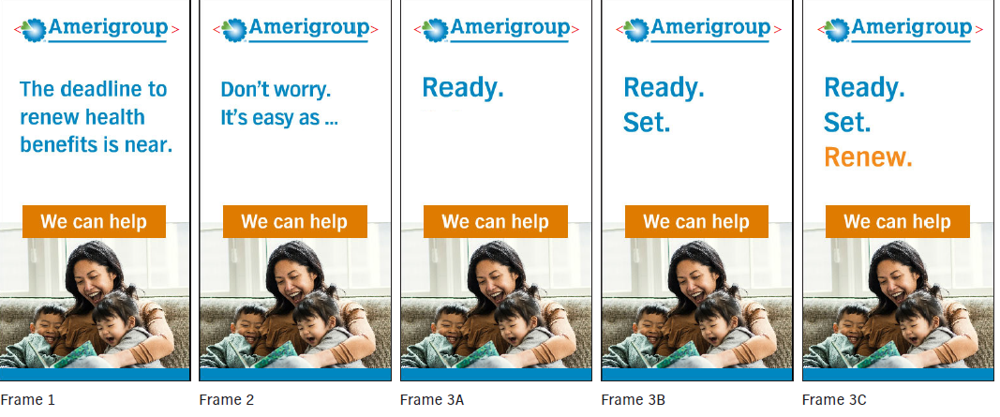 <Amerigroup>
The deadline to
renew health
benefits is near.
We can help
Frame 1
<Amerigroup>
Don't worry.
It's easy as ...
We can help
Frame 2
<Amerigroup>
Ready.
We can help
Frame 3A
<Amerigroup>
Ready.
Set.
We can help
Frame 3B
<Amerigroup>
Ready.
Set.
Renew.
We can help
Frame 3C